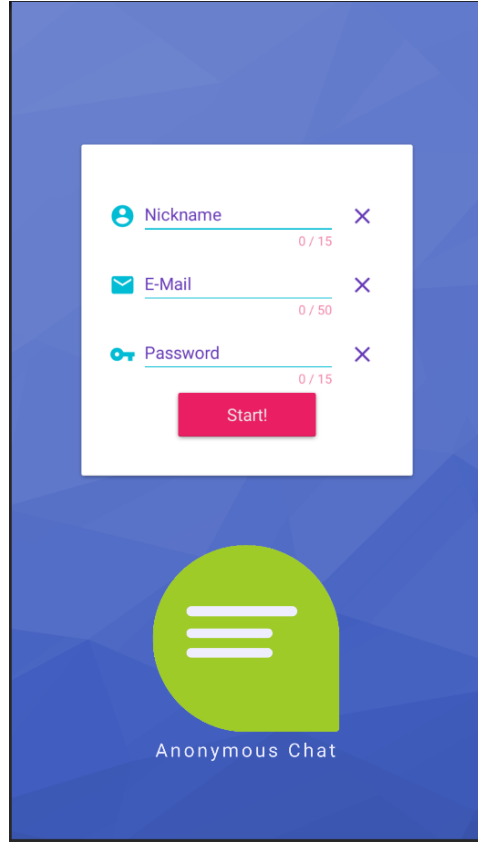 Nickname
0 / 15
E-Mail
0 / 50
Password
0 / 15
Start!
Anonymous Chat